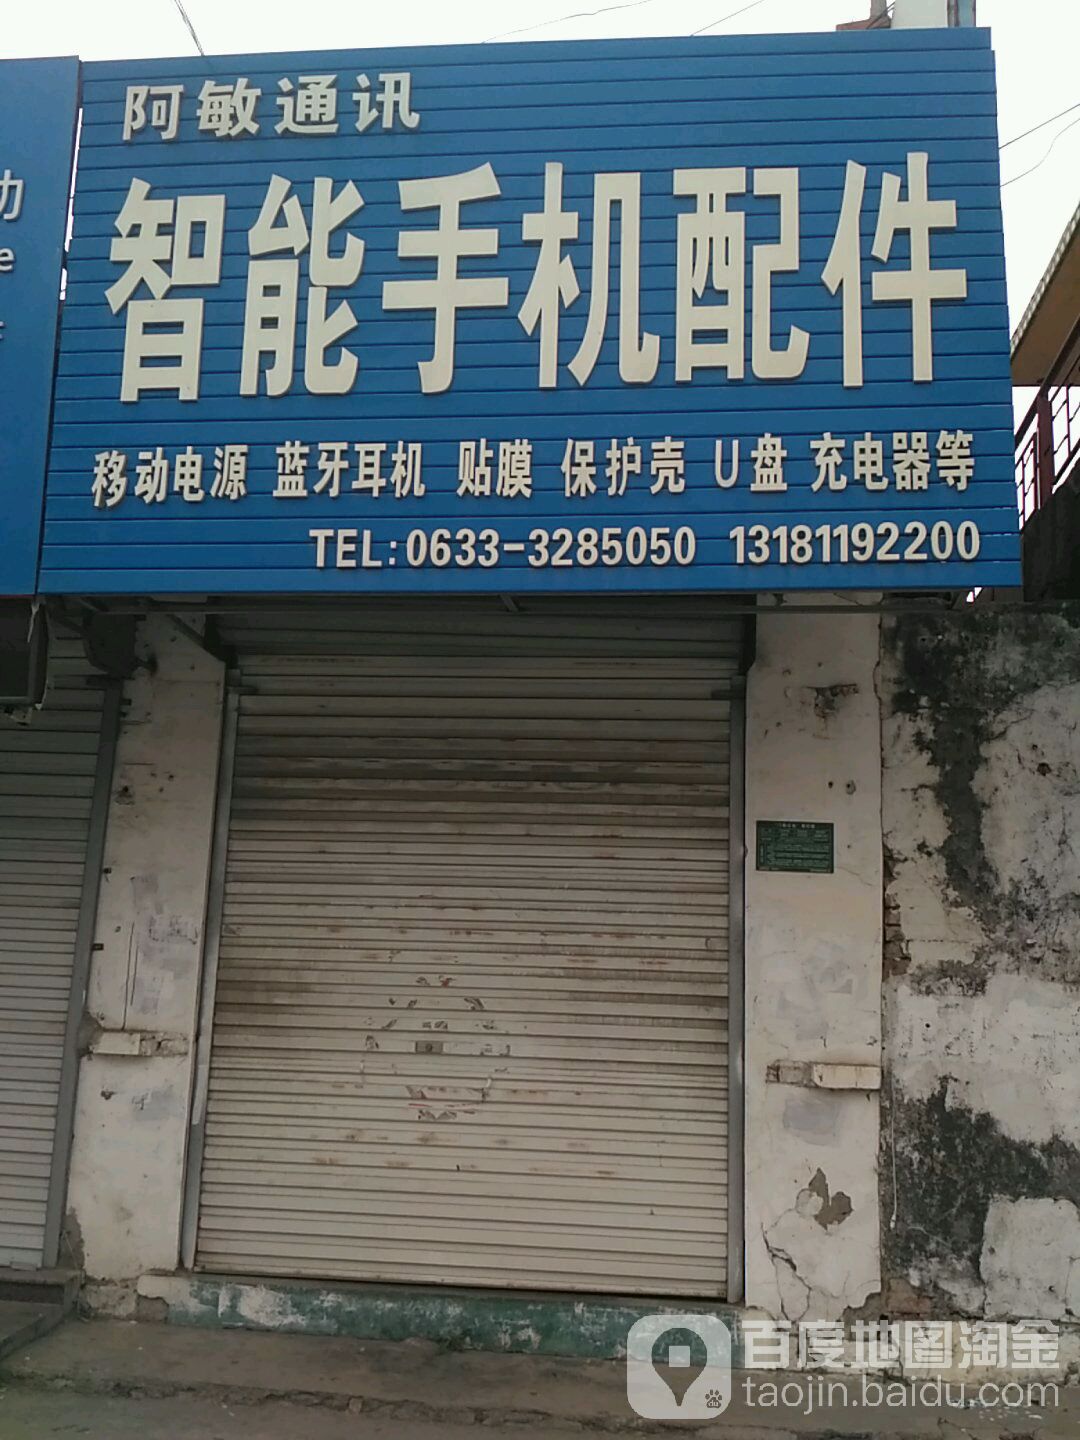 阿敏通讯
智能手机配件
移动电源 蓝牙耳机 贴膜 保护壳 U盘 充电器等
TEL:0633-3285050 13181192200
动
e
百度地图淘金
taojin.baidu.com
du